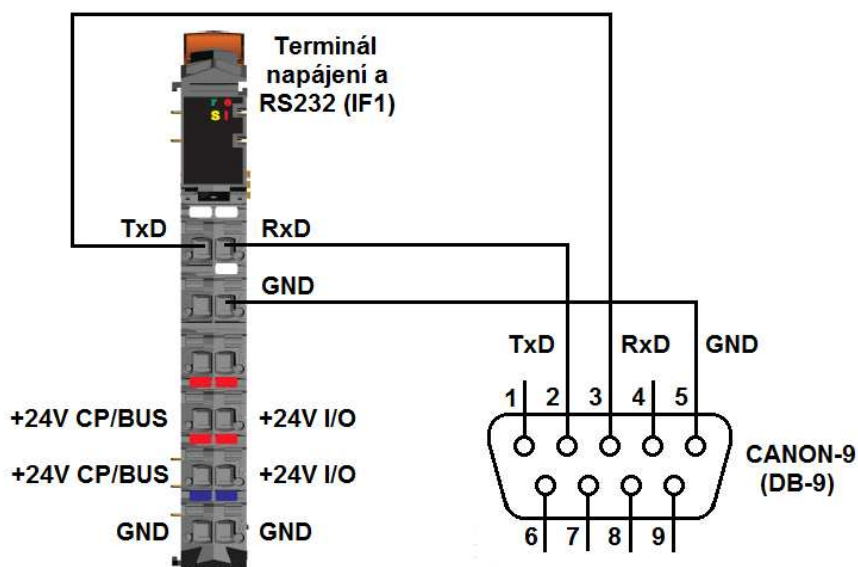 Terminál
napájení a
RS232 (IF1)
r e
S l
TxD RxD
GND
TxD RxD GND
1 2 3 4 5
+24V CP/BUS +24V I/O
+24V CP/BUS +24V I/O
CANON-9
(DB-9)
GND GND
6 7 8 9